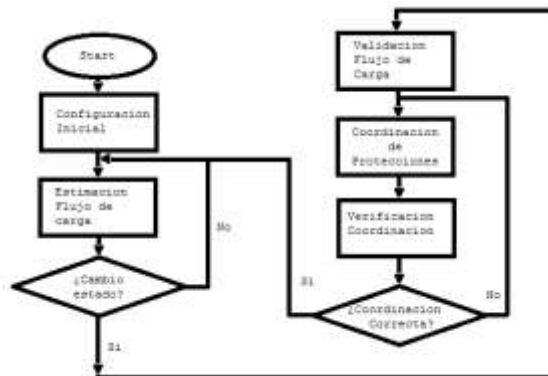 Start
Configuracion
Inicial
Estimacion
Flujo de
carga
No
¿Cambio
estado?
Si
Validacion
Flujo de
Carga
Coordinacion
de
Protecciones
Verificacion
Coordinacion
Si
No
¿Coordinacion
Correcta?